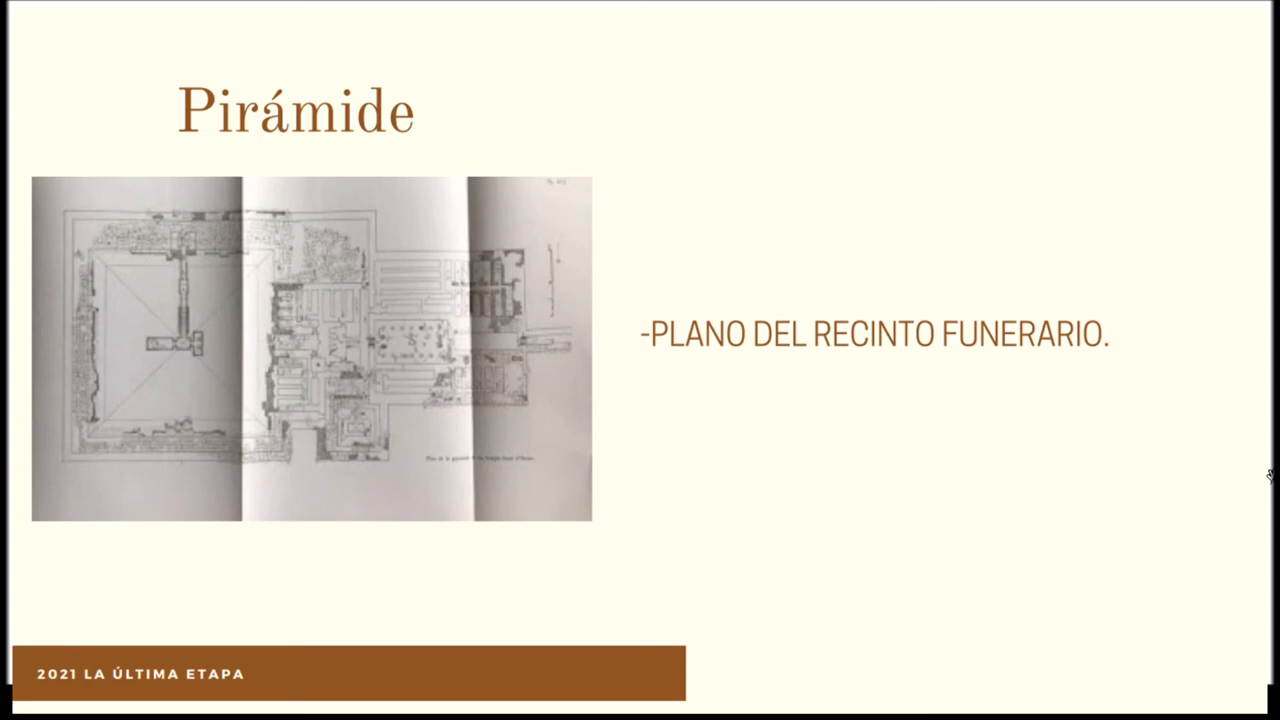 Pirámide
-PLANO DEL RECINTO FUNERARIO.
2021 LA ÚLTIMA ETAPA